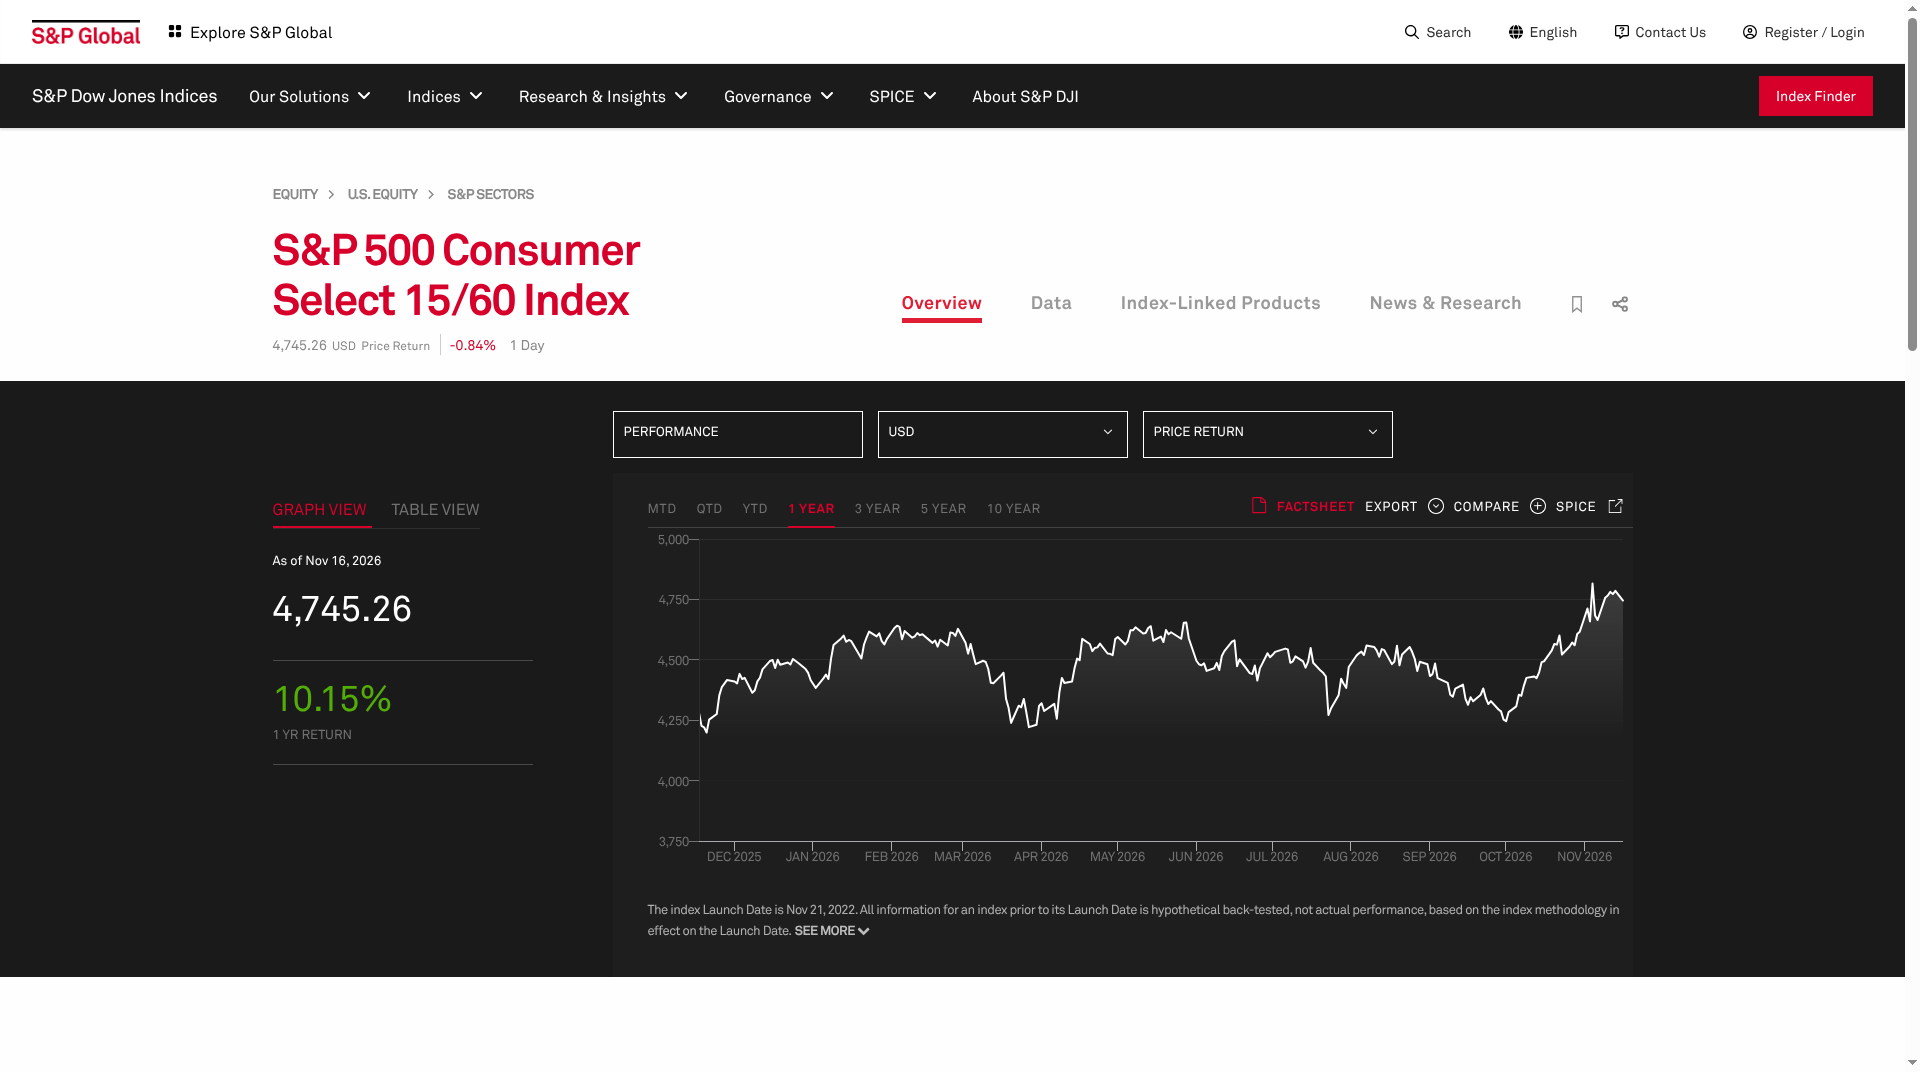 S&P Global
Explore S&P Global
Search
English
Contact Us
Register / Login
S&P Dow Jones Indices
Our Solutions
Indices
Research & Insights
Governance
SPICE
About S&P DJI
Index Finder
EQUITY
U.S. EQUITY
S&P SECTORS
S&P 500 Consumer
Select 15/60 Index
4,745.26 USD Price Return
-0.84% 1 Day
Overview
Data
Index-Linked Products
News & Research
PERFORMANCE
USD
PRICE RETURN
GRAPH VIEW
TABLE VIEW
As of Nov 16, 2026
4,745.26
10.15%
1 YR RETURN
MTD QTD YTD 1 YEAR 3 YEAR 5 YEAR 10 YEAR
FACTSHEET EXPORT COMPARE SPICE
5,000
4,750
4,500
4,250
4,000
3,750
DEC 2025 JAN 2026 FEB 2026 MAR 2026 APR 2026 MAY 2026 JUN 2026 JUL 2026 AUG 2026 SEP 2026 OCT 2026 NOV 2026
The index Launch Date is Nov 21, 2022. All information for an index prior to its Launch Date is hypothetical back-tested, not actual performance, based on the index methodology in
effect on the Launch Date. SEE MORE